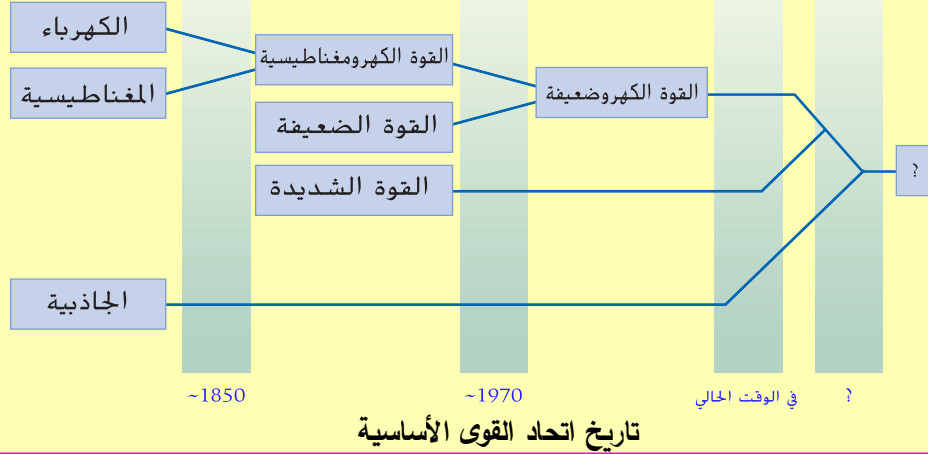 الكهرباء
المغناطيسية
القوة الكهرومغناطيسية
القوة الضعيفة
القوة الكهروضعيفة
القوة الشديدة
الجاذبية
?
~1850
~1970
في الوقت الحالي
?
تاريخ اتحاد القوى الأساسية